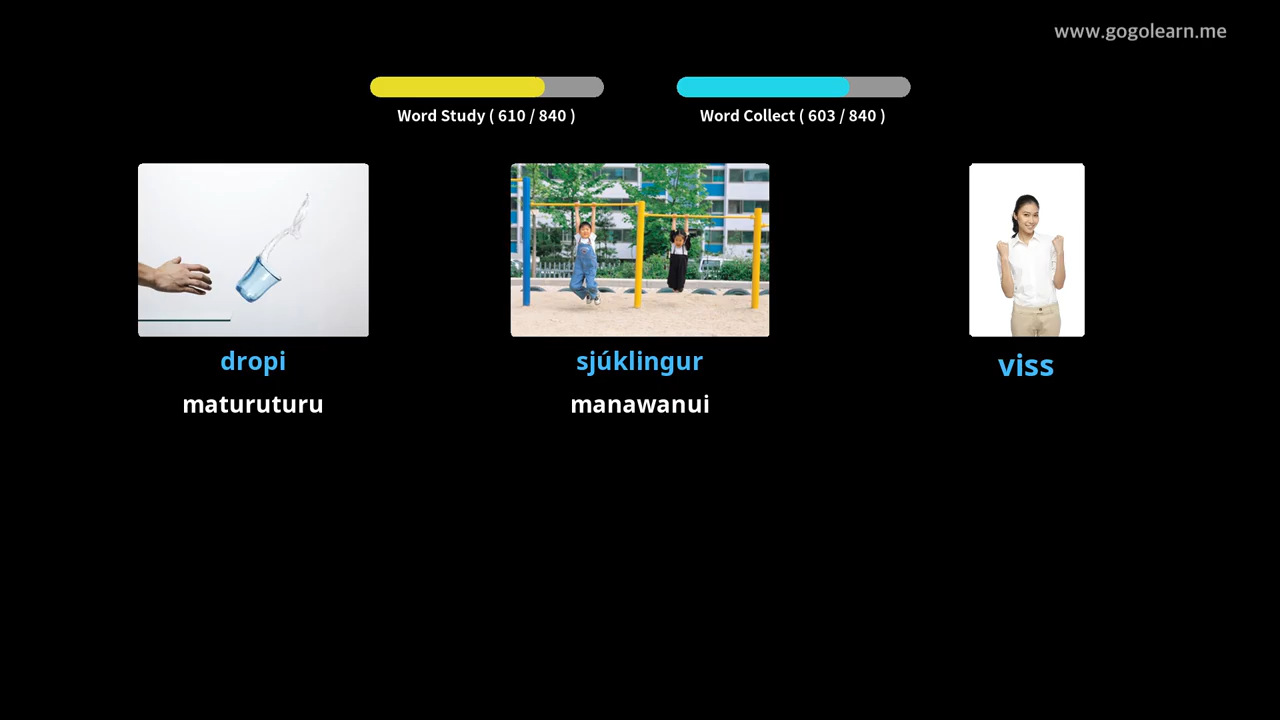 www.gogolearn.me
Word Study ( 610 / 840 )
Word Collect ( 603 / 840 )
dropi
maturuturu
sjúklingur
manawanui
viss